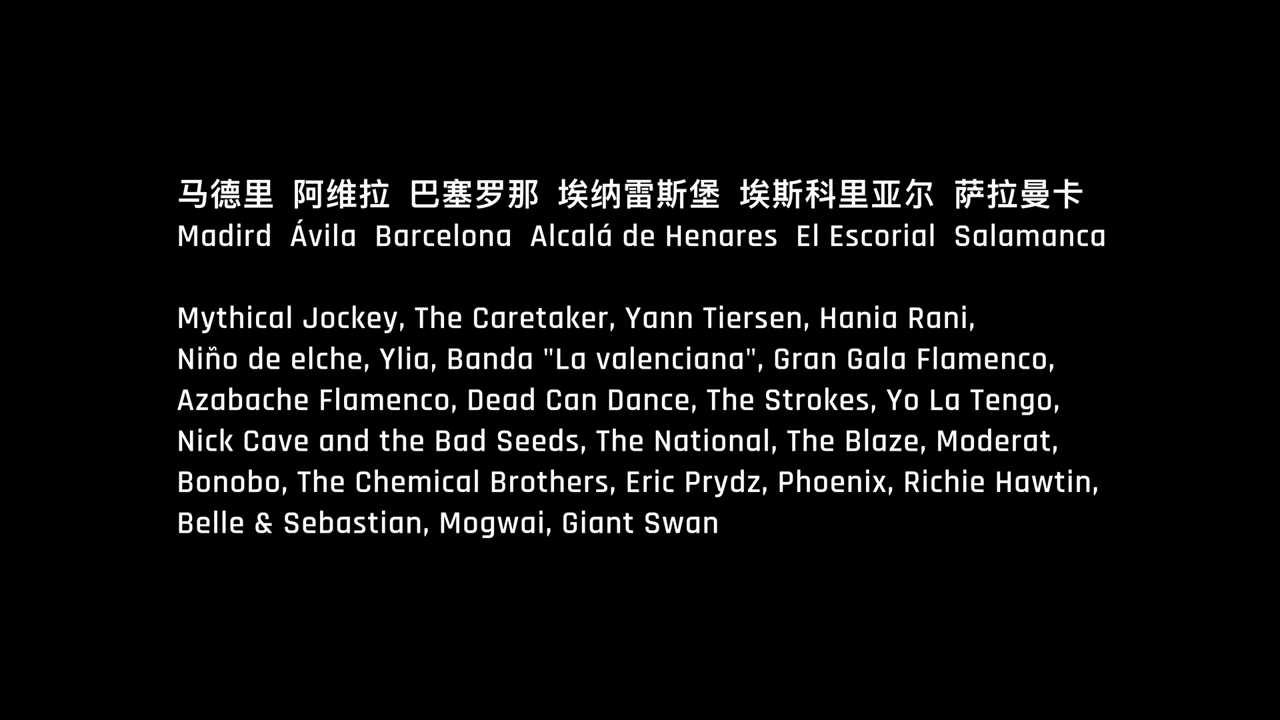 马德里 阿维拉 巴塞罗那 埃纳雷斯堡 埃斯科里亚尔 萨拉曼卡
Madird Ávila Barcelona Alcalá de Henares El Escorial Salamanca
Mythical Jockey, The Caretaker, Yann Tiersen, Hania Rani,
Niño de elche, Ylia, Banda "La valenciana", Gran Gala Flamenco,
Azabache Flamenco, Dead Can Dance, The Strokes, Yo La Tengo,
Nick Cave and the Bad Seeds, The National, The Blaze, Moderat,
Bonobo, The Chemical Brothers, Eric Prydz, Phoenix, Richie Hawtin,
Belle & Sebastian, Mogwai, Giant Swan